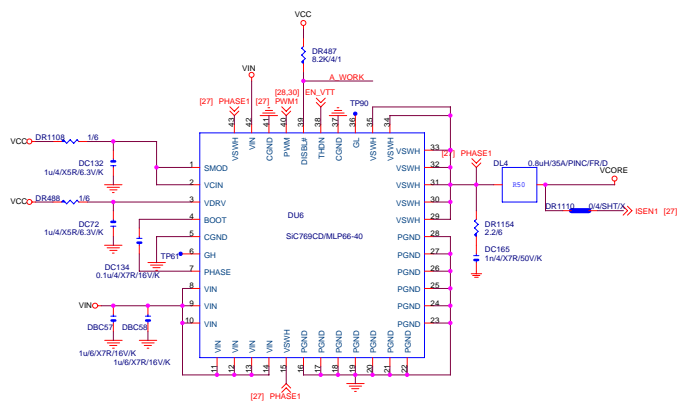 VCC
DR487
8.2K/4/1
VIN
A_WORK
[27] PHASE1
[27] PWM1
[28,30] EN_VTT
TP90
43 42 41 40 39 38 37 36 35 34
VSWH VIN CGND PWM DISBL# THDN CGND GL VSWH VSWH
VCC DR1108 1/6
DC132
1u/4/X5R/6.3V/K
VCC DR488 1/6
DC72
1u/4/X5R/6.3V/K
DC134
0.1u/4/X7R/16V/K
TP61
VIN
DBC57 DBC58
1u/6/X7R/16V/K
1u/6/X7R/16V/K
1 SMOD
2 VCIN
3 VDRV
4 BOOT
5 CGND
6 GH
7 PHASE
8 VIN
9 VIN
10 VIN
DU6
SiC769CD/MLP66-40
VSWH 33
VSWH 32
VSWH 31
VSWH 30
VSWH 29
PGND 28
PGND 27
PGND 26
PGND 25
PGND 24
PGND 23
VIN VIN VIN VIN VSWH PGND PGND PGND PGND PGND PGND PGND
11 12 13 14 15 16 17 18 19 20 21 22
[27] PHASE1
[27] PHASE1
DL4 0.8uH/35A/PINC/FR/D
R50
VCORE
DR1110 0/4/SHT/X
ISEN1 [27]
DR1154
2.2/6
DC165
1n/4/X7R/50V/K